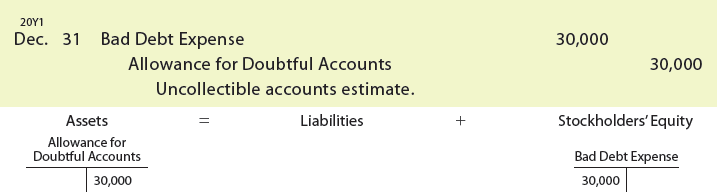 20Y1
Dec. 31 Bad Debt Expense 30,000
Allowance for Doubtful Accounts 30,000
Uncollectible accounts estimate.
Assets = Liabilities + Stockholders' Equity
Allowance for
Doubtful Accounts Bad Debt Expense
30,000 30,000